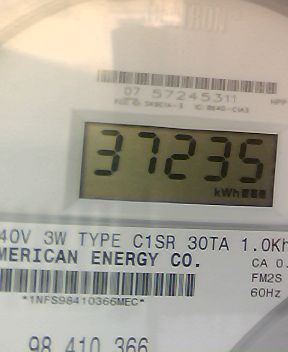 TRON
07 57245311
37235
kWh
40V 3W TYPE C1SR 30TA 1.0Kh
MERICAN ENERGY CO.
CA 0.
FM2S
60Hz
*1NFS98410366MEC*
98 410 366